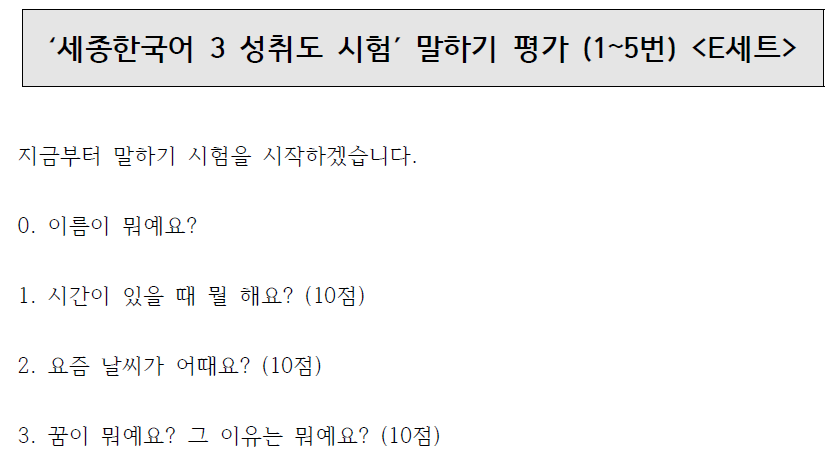 ‘세종한국어 3 성취도 시험’ 말하기 평가 (1~5번) <E세트>
지금부터 말하기 시험을 시작하겠습니다.
0. 이름이 뭐예요?
1. 시간이 있을 때 뭘 해요? (10점)
2. 요즘 날씨가 어때요? (10점)
3. 꿈이 뭐예요? 그 이유는 뭐예요? (10점)